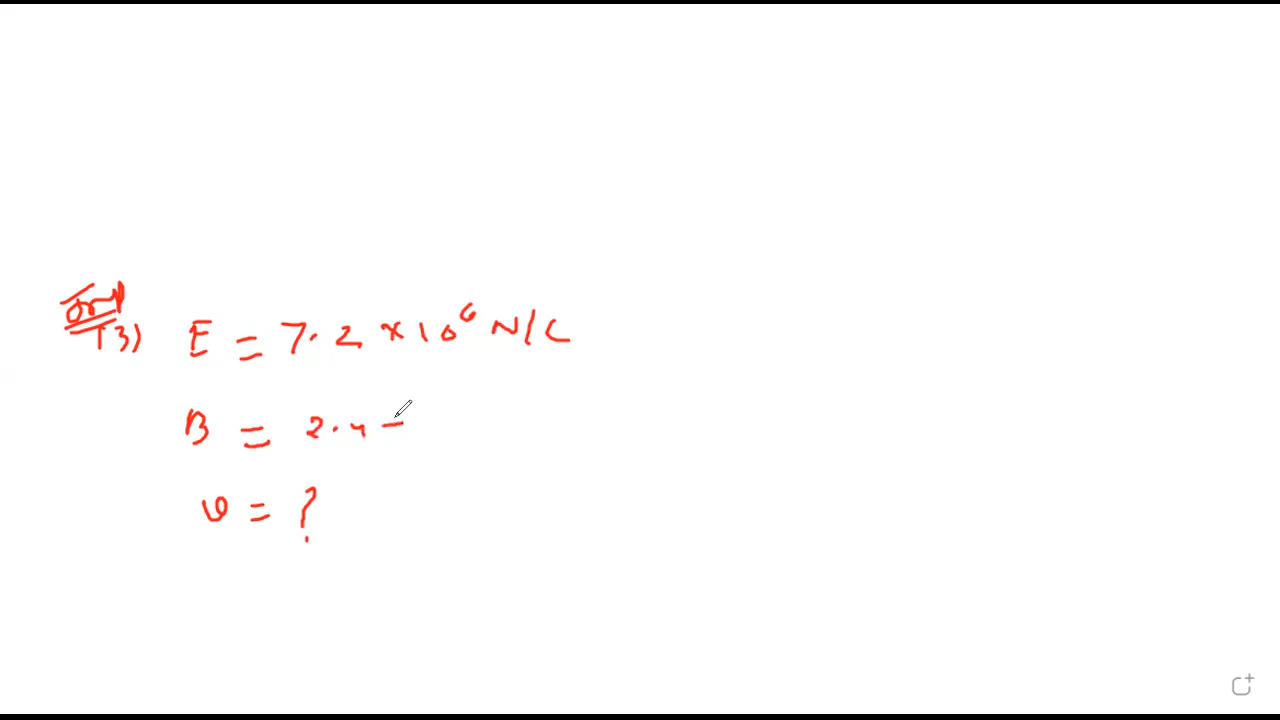 (3) E = 7.2 × 10⁶ N/C
B = 2.4
v = ?